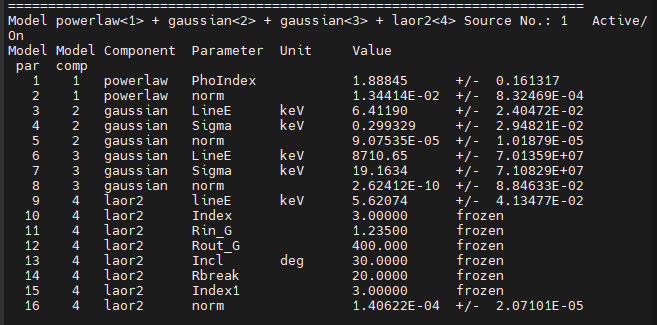 ========================================================================
Model powerlaw<1> + gaussian<2> + gaussian<3> + laor2<4> Source No.: 1   Active/
On
Model Model Component  Parameter  Unit     Value
 par  comp
   1    1   powerlaw   PhoIndex            1.88845      +/-  0.161317
   2    1   powerlaw   norm                1.34414E-02  +/-  8.32469E-04
   3    2   gaussian   LineE      keV      6.41190      +/-  2.40472E-02
   4    2   gaussian   Sigma      keV      0.299329     +/-  2.94821E-02
   5    2   gaussian   norm                9.07535E-05  +/-  1.01879E-05
   6    3   gaussian   LineE      keV      8710.65      +/-  7.01359E+07
   7    3   gaussian   Sigma      keV      19.1634      +/-  7.10829E+07
   8    3   gaussian   norm                2.62412E-10  +/-  8.84633E-02
   9    4   laor2      lineE      keV      5.62074      +/-  4.13477E-02
  10    4   laor2      Index               3.00000      frozen
  11    4   laor2      Rin_G               1.23500      frozen
  12    4   laor2      Rout_G              400.000      frozen
  13    4   laor2      Incl       deg      30.0000      frozen
  14    4   laor2      Rbreak              20.0000      frozen
  15    4   laor2      Index1              3.00000      frozen
  16    4   laor2      norm                1.40622E-04  +/-  2.07101E-05